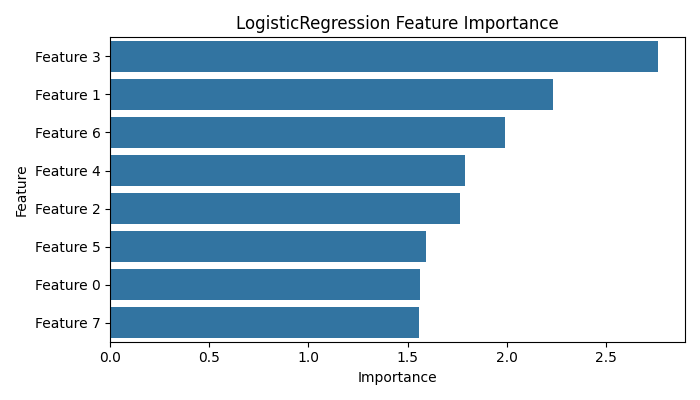 LogisticRegression Feature Importance
Feature 3
Feature 1
Feature 6
Feature 4
Feature 2
Feature 5
Feature 0
Feature 7
Feature
0.0 0.5 1.0 1.5 2.0 2.5
Importance